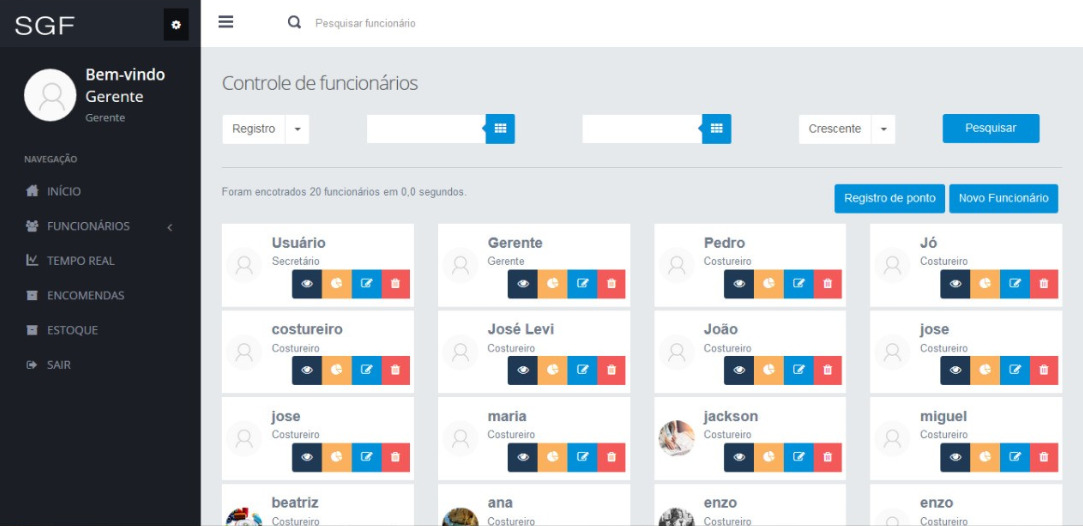 SGF
Pesquisar funcionário
Bem-vindo
Gerente
Gerente
NAVEGAÇÃO
INÍCIO
FUNCIONÁRIOS
TEMPO REAL
ENCOMENDAS
ESTOQUE
SAIR
Controle de funcionários
Registro
Crescente
Pesquisar
Foram encotrados 20 funcionários em 0,0 segundos.
Registro de ponto
Novo Funcionário
Usuário
Secretário
Gerente
Gerente
Pedro
Costureiro
Jó
Costureiro
costureiro
Costureiro
José Levi
Costureiro
João
Costureiro
jose
Costureiro
jose
Costureiro
maria
Costureiro
jackson
Costureiro
miguel
Costureiro
beatriz
Costureiro
ana
Costureiro
enzo
Costureiro
enzo
Costureiro